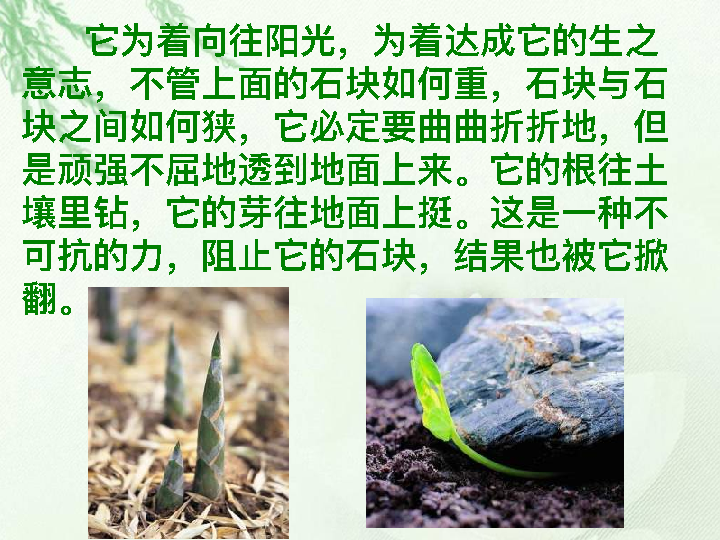 它为着向往阳光，为着达成它的生之
意志，不管上面的石块如何重，石块与石
块之间如何狭，它必定要曲曲折折地，但
是顽强不屈地透到地面上来。它的根往土
壤里钻，它的芽往地面上挺。这是一种不
可抗的力，阻止它的石块，结果也被它掀
翻。